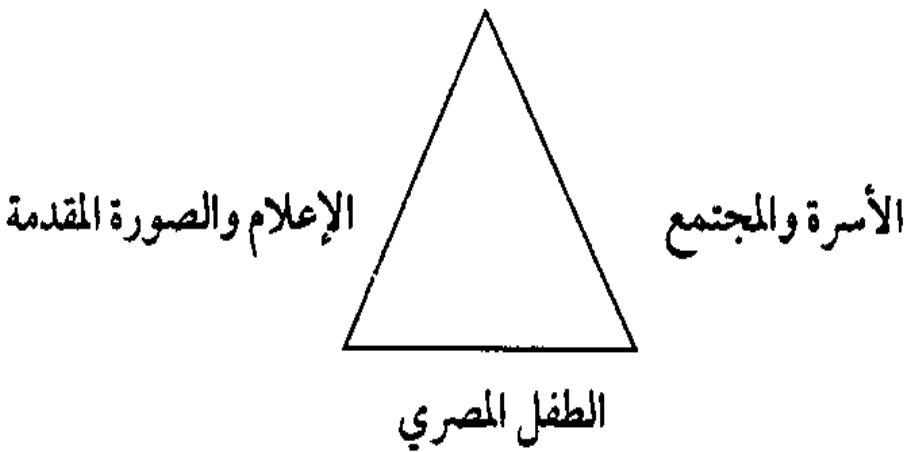 الأسرة والمجتمع
الإعلام والصورة المقدمة
الطفل المصري